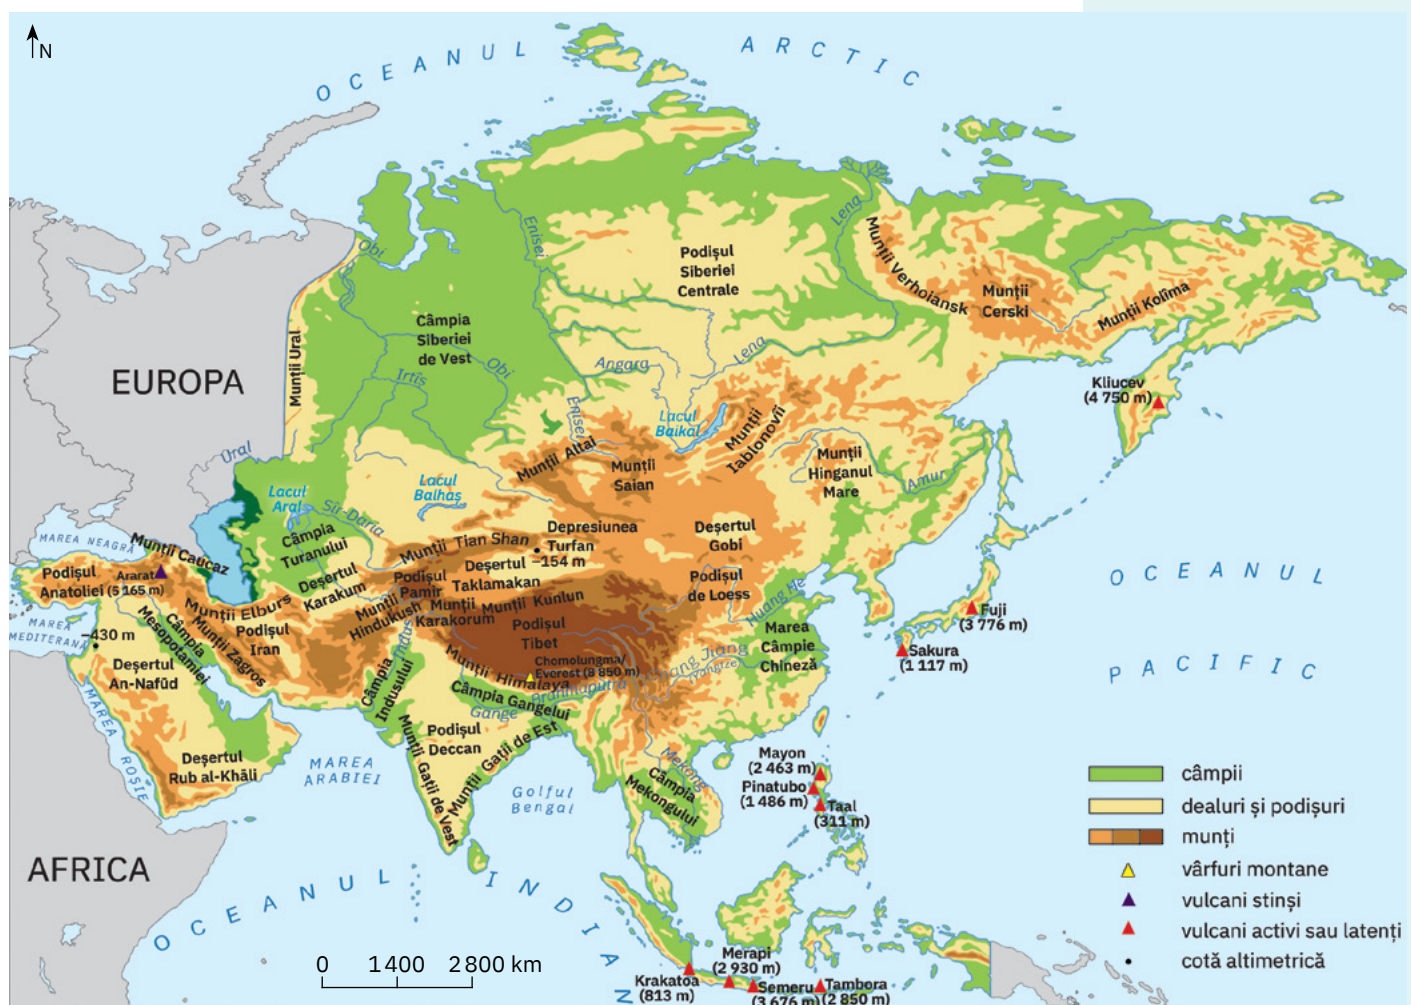 N
OCEANUL ARCTIC
EUROPA
AFRICA
Obi
Enisei
Lena
Munții Verhoiansk
Podișul
Siberiei
Centrale
Munții
Cerski
Munții Kolîma
Câmpia
Siberiei
de Vest
Munții Ural
Irtîs
Obi
Angara
Lena
Enisei
Kliucev
(4 750 m)
Lacul
Baikal
Munții
Iablonovîi
Ural
Munții Altai
Munții
Saian
Munții
Hinganul
Mare
Amur
Lacul
Aral
Lacul
Balhaș
Sîr-Daria
MAREA NEAGRĂ
Munții Caucaz
Câmpia
Turanului
Munții Tian Shan
Depresiunea
Turfan
−154 m
Deșertul
Gobi
Podișul
Anatoliei
Ararat
(5 165 m)
Deșertul
Karakum
Podișul
Pamir
Deșertul
Taklamakan
Podișul
de Loess
Huang He
OCEANUL
PACIFIC
Munții Elburs
Munții
Hindukush
Munții
Karakorum
Munții Kunlun
Podișul
Tibet
Fuji
(3 776 m)
Sakura
(1 117 m)
MAREA
MEDITERANĂ
−430 m
Câmpia
Mesopotamiei
Munții Zagros
Podișul
Iran
Indus
Marea
Câmpie
Chineză
Chang Jiang
(Yangtze)
Deșertul
An-Nafūd
Câmpia
Indusului
Munții Himalaya
Chomolungma/
Everest (8 850 m)
Brahmaputra
Câmpia Gangelui
Gange
MAREA ROȘIE
Deșertul
Rub al-Khāli
MAREA
ARABIEI
Podișul
Deccan
Munții Gații de Vest
Munții Gații de Est
Golful
Bengal
Mekong
Câmpia
Mekongului
Mayon
(2 463 m)
Pinatubo
(1 486 m)
Taal
(311 m)
OCEANUL INDIAN
0 1400 2800 km
Krakatoa
(813 m)
Merapi
(2 930 m)
Semeru
(3 676 m)
Tambora
(2 850 m)
câmpii
dealuri și podișuri
munți
vârfuri montane
vulcani stinși
vulcani activi sau latenți
cotă altimetrică